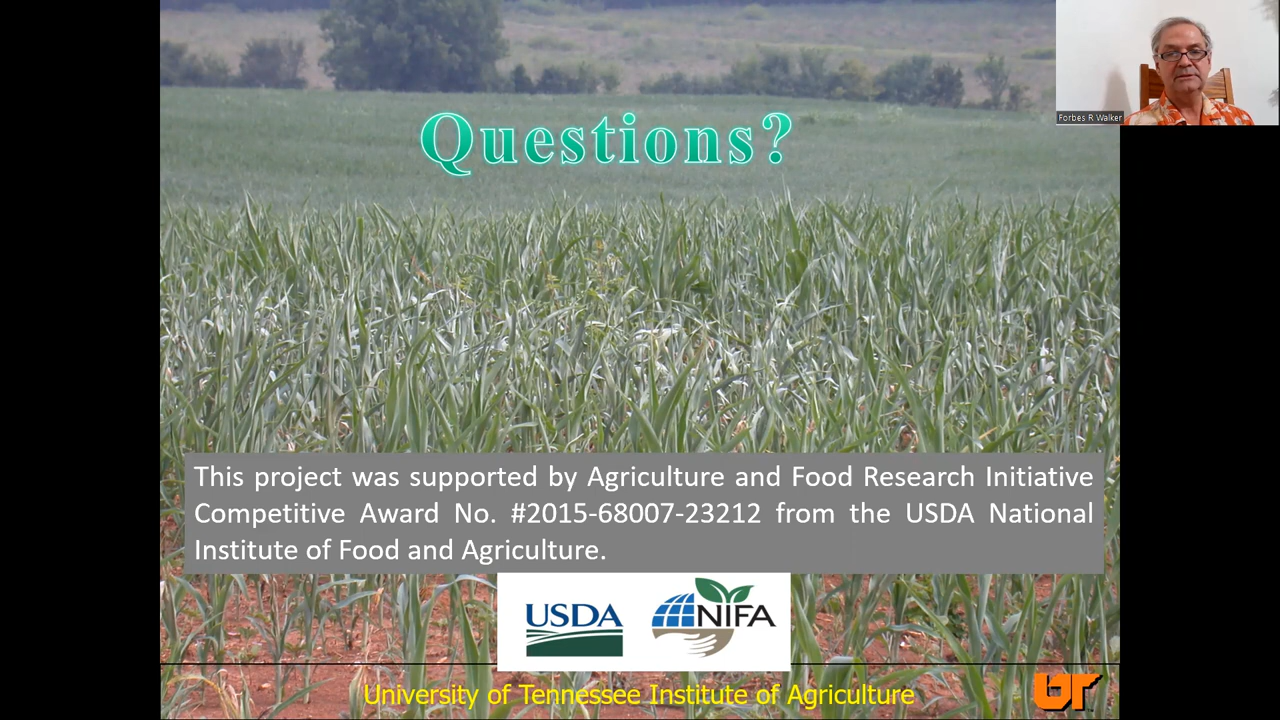 Questions?
Forbes R Walker
This project was supported by Agriculture and Food Research Initiative
Competitive Award No. #2015-68007-23212 from the USDA National
Institute of Food and Agriculture.
USDA
NIFA
University of Tennessee Institute of Agriculture
UT